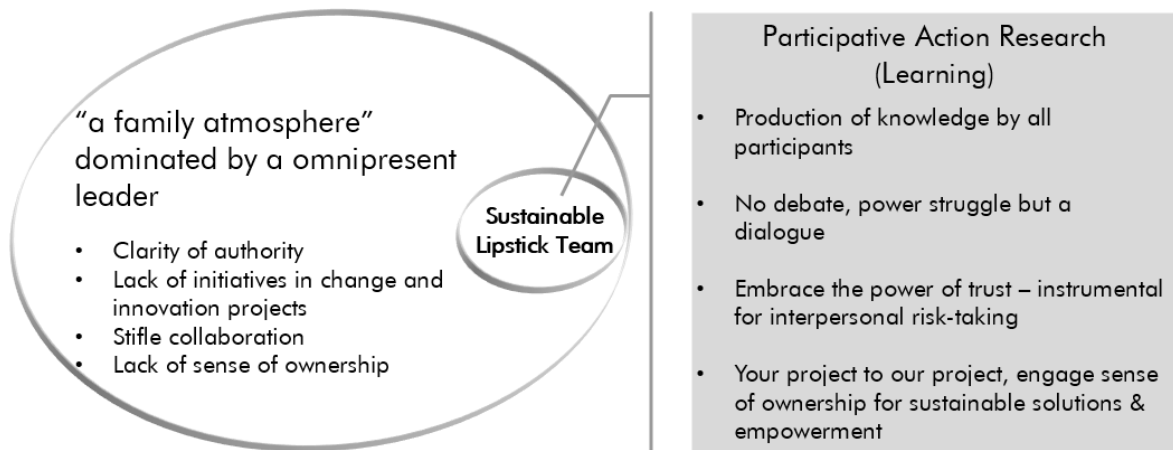 “a family atmosphere”
dominated by a omnipresent
leader
• Clarity of authority
• Lack of initiatives in change and
innovation projects
• Stifle collaboration
• Lack of sense of ownership
Sustainable
Lipstick Team
Participative Action Research
(Learning)
• Production of knowledge by all
participants
• No debate, power struggle but a
dialogue
• Embrace the power of trust – instrumental
for interpersonal risk-taking
• Your project to our project, engage sense
of ownership for sustainable solutions &
empowerment